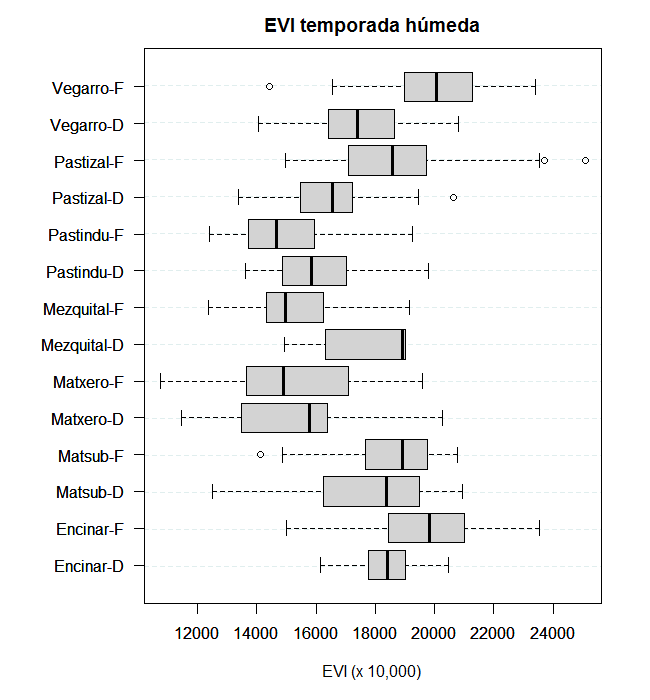 EVI temporada húmeda
Vegarro-F
Vegarro-D
Pastizal-F
Pastizal-D
Pastindu-F
Pastindu-D
Mezquital-F
Mezquital-D
Matxero-F
Matxero-D
Matsub-F
Matsub-D
Encinar-F
Encinar-D
12000 14000 16000 18000 20000 22000 24000
EVI (x 10,000)